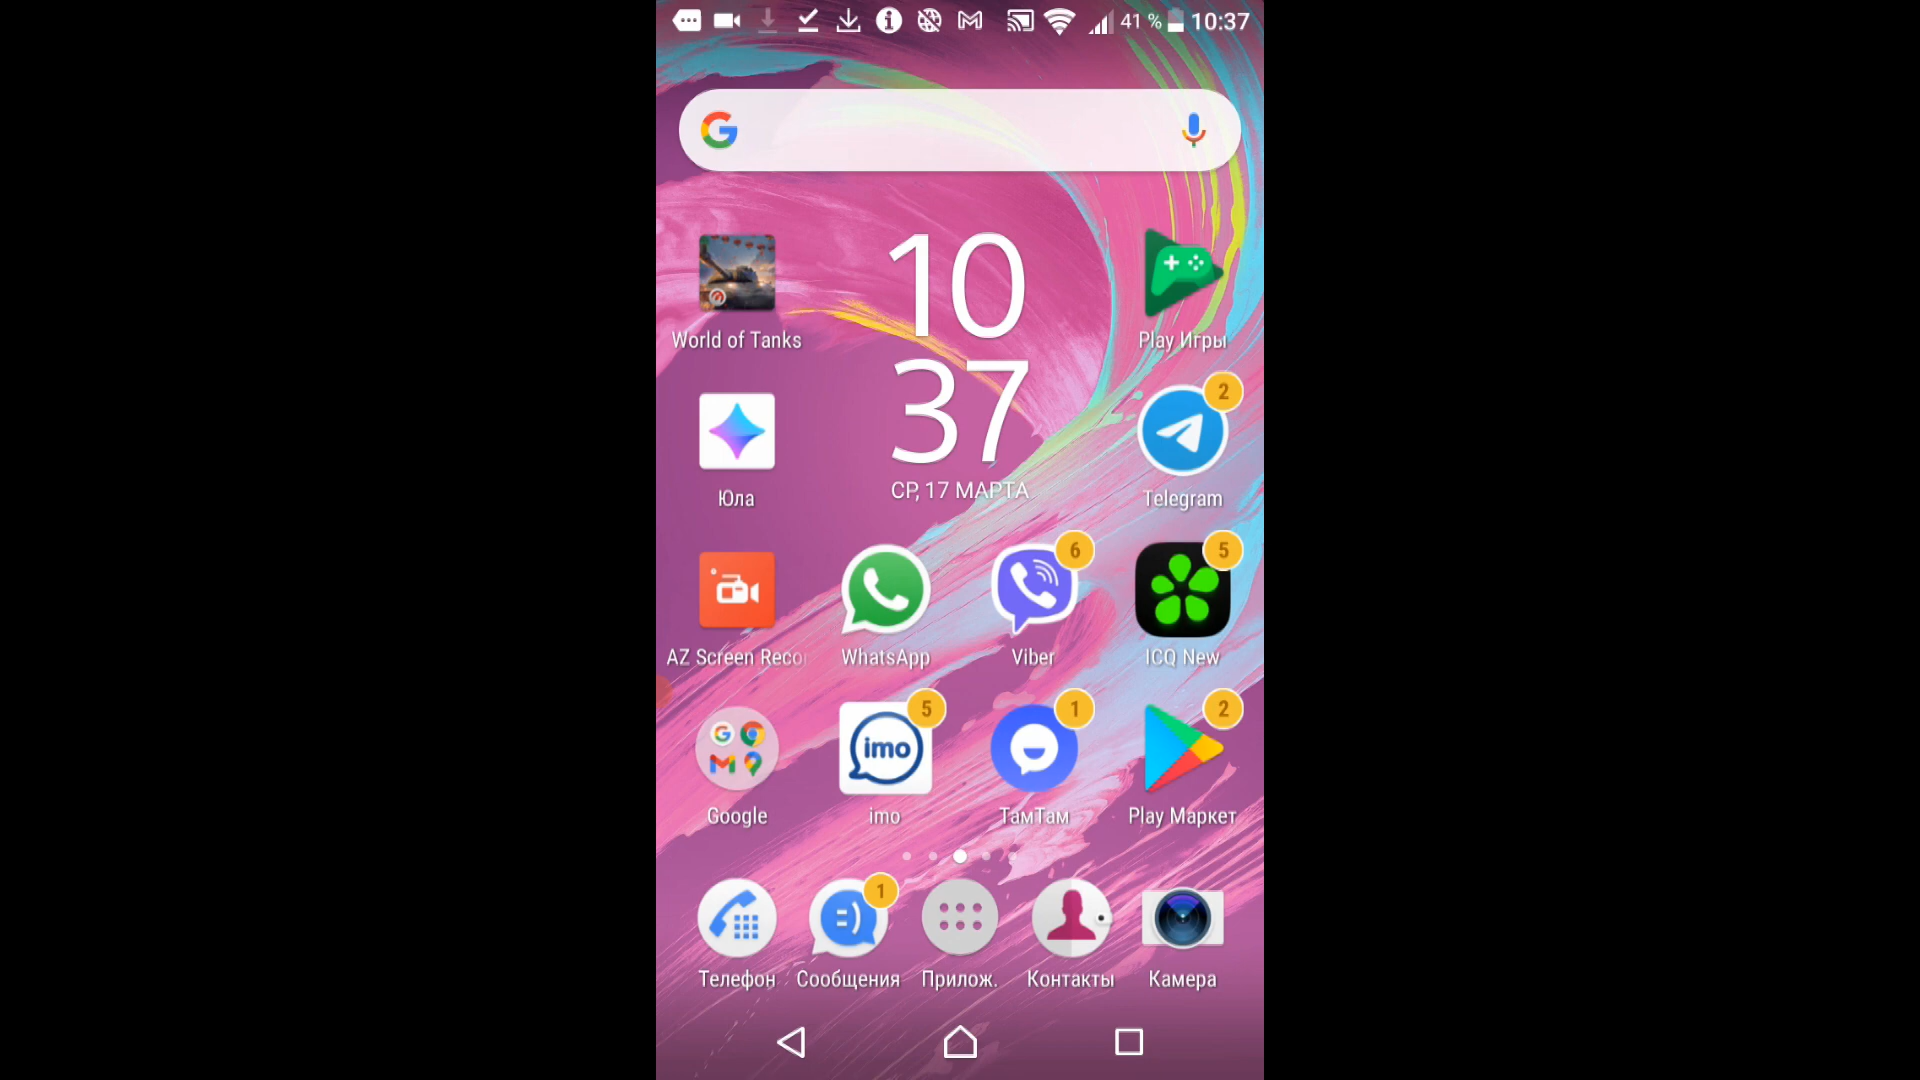 41 % 10:37
10
37
СР, 17 МАРТА
World of Tanks
Play Игры
2
Юла
Telegram
6
5
AZ Screen Reco
WhatsApp
Viber
ICQ New
5
1
2
imo
Google
imo
ТамТам
Play Маркет
1
Телефон
Сообщения
Прилож.
Контакты
Камера